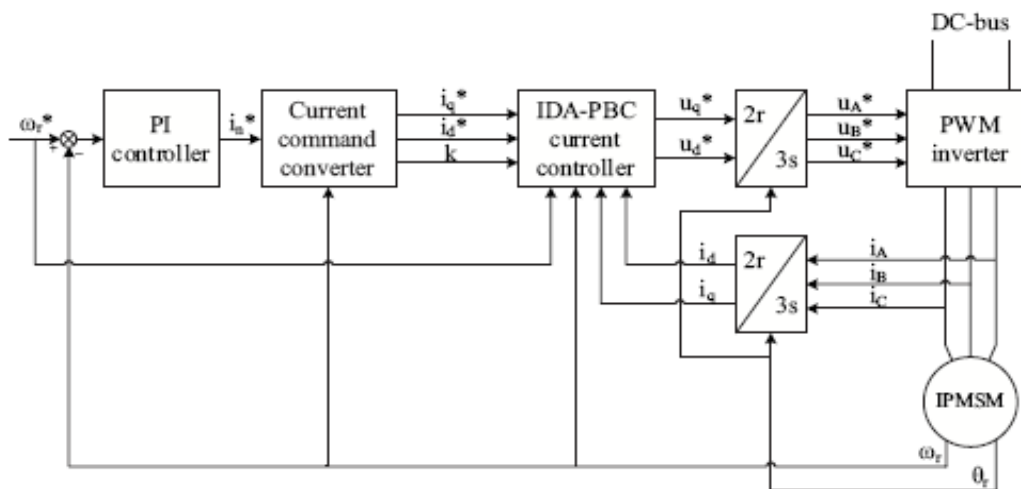 DC-bus
ωr*
+
−
PI
controller
in*
Current
command
converter
iq*
id*
k
IDA-PBC
current
controller
uq*
ud*
2r
3s
uA*
uB*
uC*
PWM
inverter
id
iq
2r
3s
iA
iB
iC
IPMSM
ωr
θr